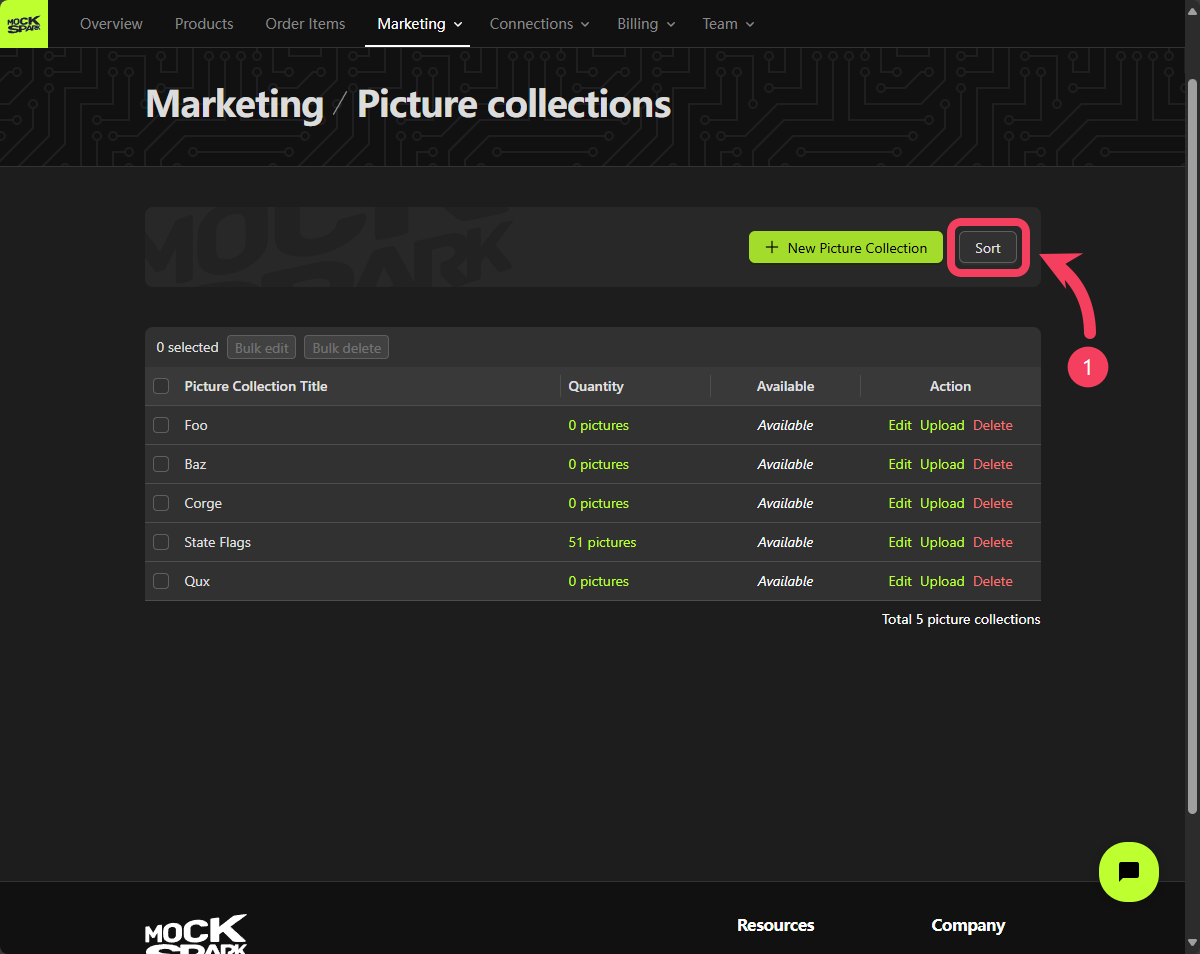 MOCK SPARK
Overview Products Order Items Marketing Connections Billing Team
Marketing / Picture collections
MOCK
SPARK
+ New Picture Collection Sort
1
0 selected Bulk edit Bulk delete
Picture Collection Title Quantity Available Action
Foo 0 pictures Available Edit Upload Delete
Baz 0 pictures Available Edit Upload Delete
Corge 0 pictures Available Edit Upload Delete
State Flags 51 pictures Available Edit Upload Delete
Qux 0 pictures Available Edit Upload Delete
Total 5 picture collections
MOCK
SPARK
Resources Company